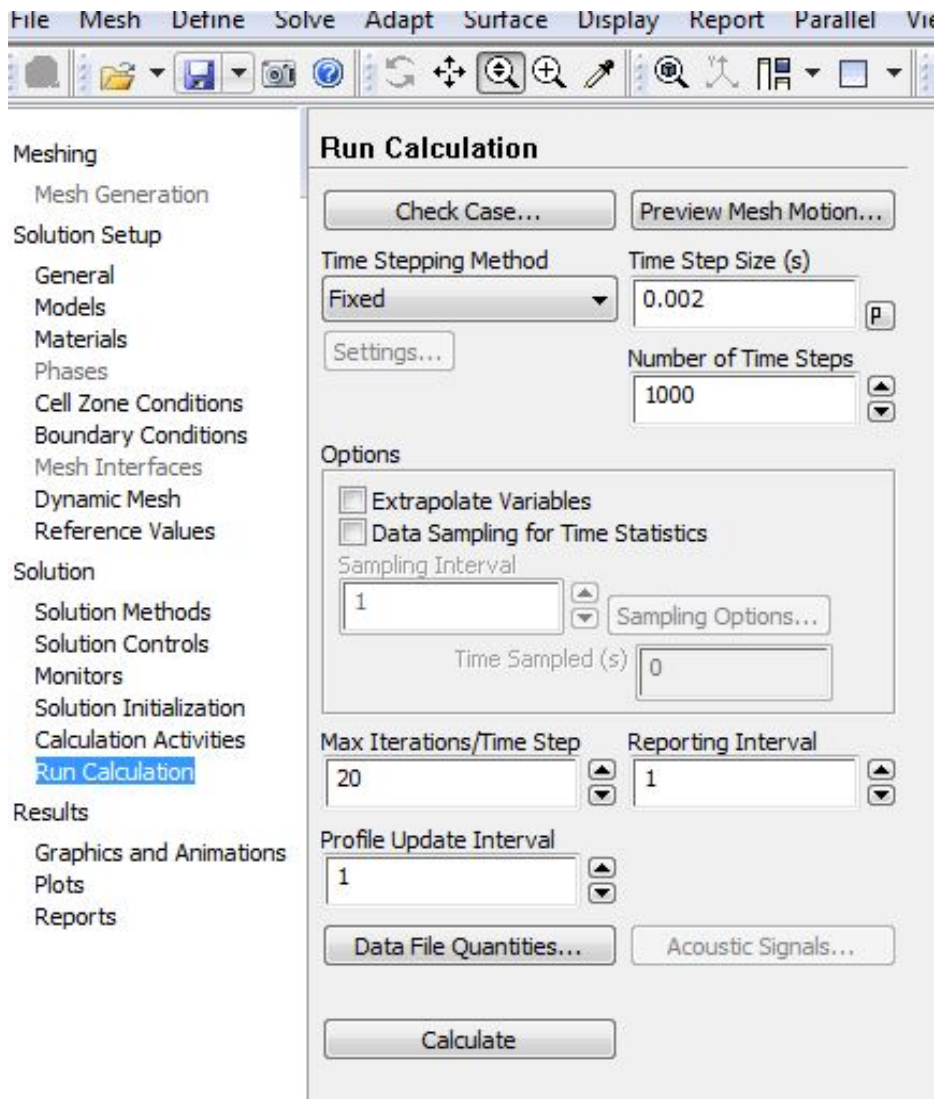 File Mesh Define Solve Adapt Surface Display Report Parallel
Meshing
Mesh Generation
Solution Setup
General
Models
Materials
Phases
Cell Zone Conditions
Boundary Conditions
Mesh Interfaces
Dynamic Mesh
Reference Values
Solution
Solution Methods
Solution Controls
Monitors
Solution Initialization
Calculation Activities
Run Calculation
Results
Graphics and Animations
Plots
Reports
Run Calculation
Check Case... Preview Mesh Motion...
Time Stepping Method Time Step Size (s)
Fixed 0.002 P
Settings... Number of Time Steps
1000
Options
Extrapolate Variables
Data Sampling for Time Statistics
Sampling Interval
1 Sampling Options...
Time Sampled (s) 0
Max Iterations/Time Step Reporting Interval
20 1
Profile Update Interval
1
Data File Quantities... Acoustic Signals...
Calculate